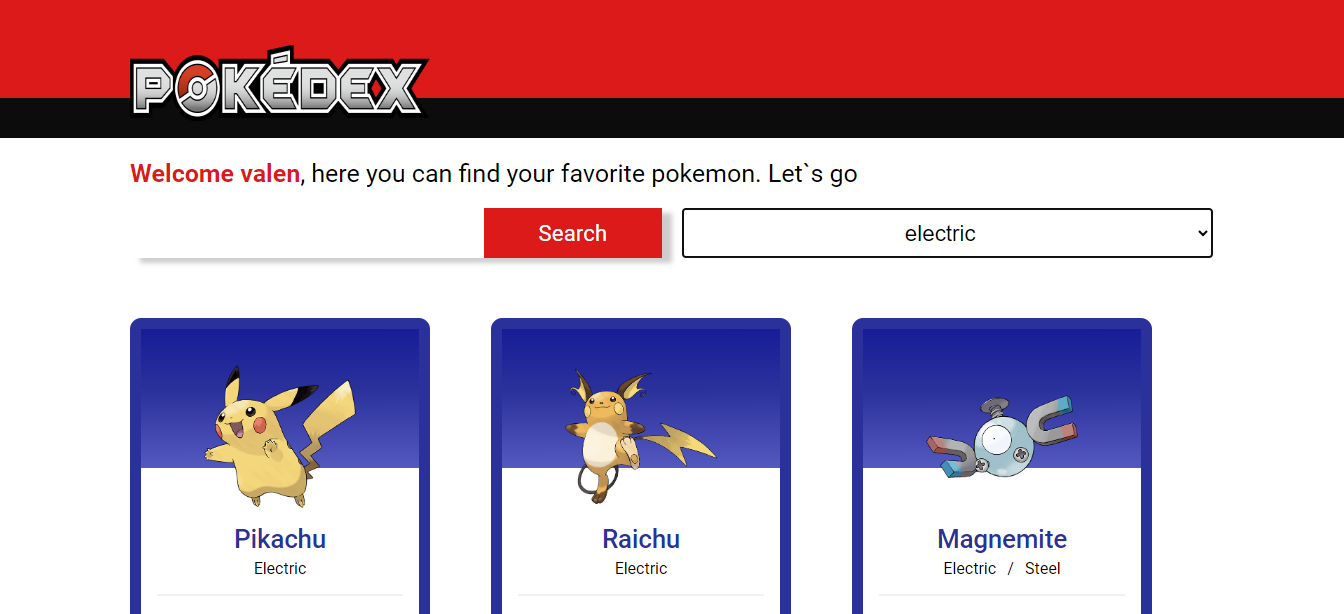 POKÉDEX
Welcome valen, here you can find your favorite pokemon. Let`s go
Search
electric
Pikachu
Electric
Raichu
Electric
Magnemite
Electric / Steel